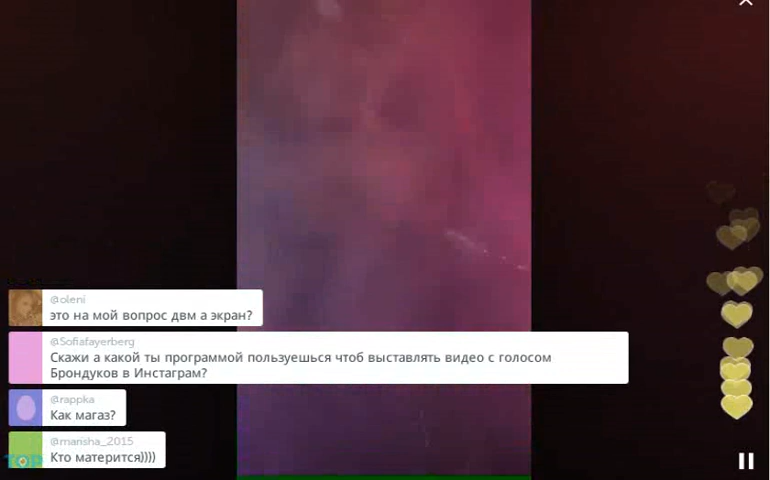 @oleni
это на мой вопрос двм а экран?
@Sofiafayerberg
Скажи а какой ты программой пользуешься чтоб выставлять видео с голосом
Брондуков в Инстаграм?
@rappka
Как магаз?
@marisha_2015
Кто матерится))))
TOP